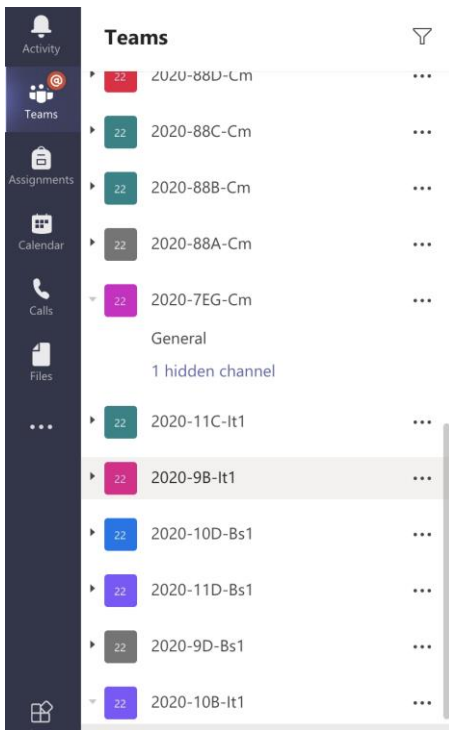 Activity
Teams
Assignments
Calendar
Calls
Files
Teams
22 2020-88D-Cm
22 2020-88C-Cm
22 2020-88B-Cm
22 2020-88A-Cm
22 2020-7EG-Cm
General
1 hidden channel
22 2020-11C-It1
22 2020-9B-It1
22 2020-10D-Bs1
22 2020-11D-Bs1
22 2020-9D-Bs1
22 2020-10B-It1